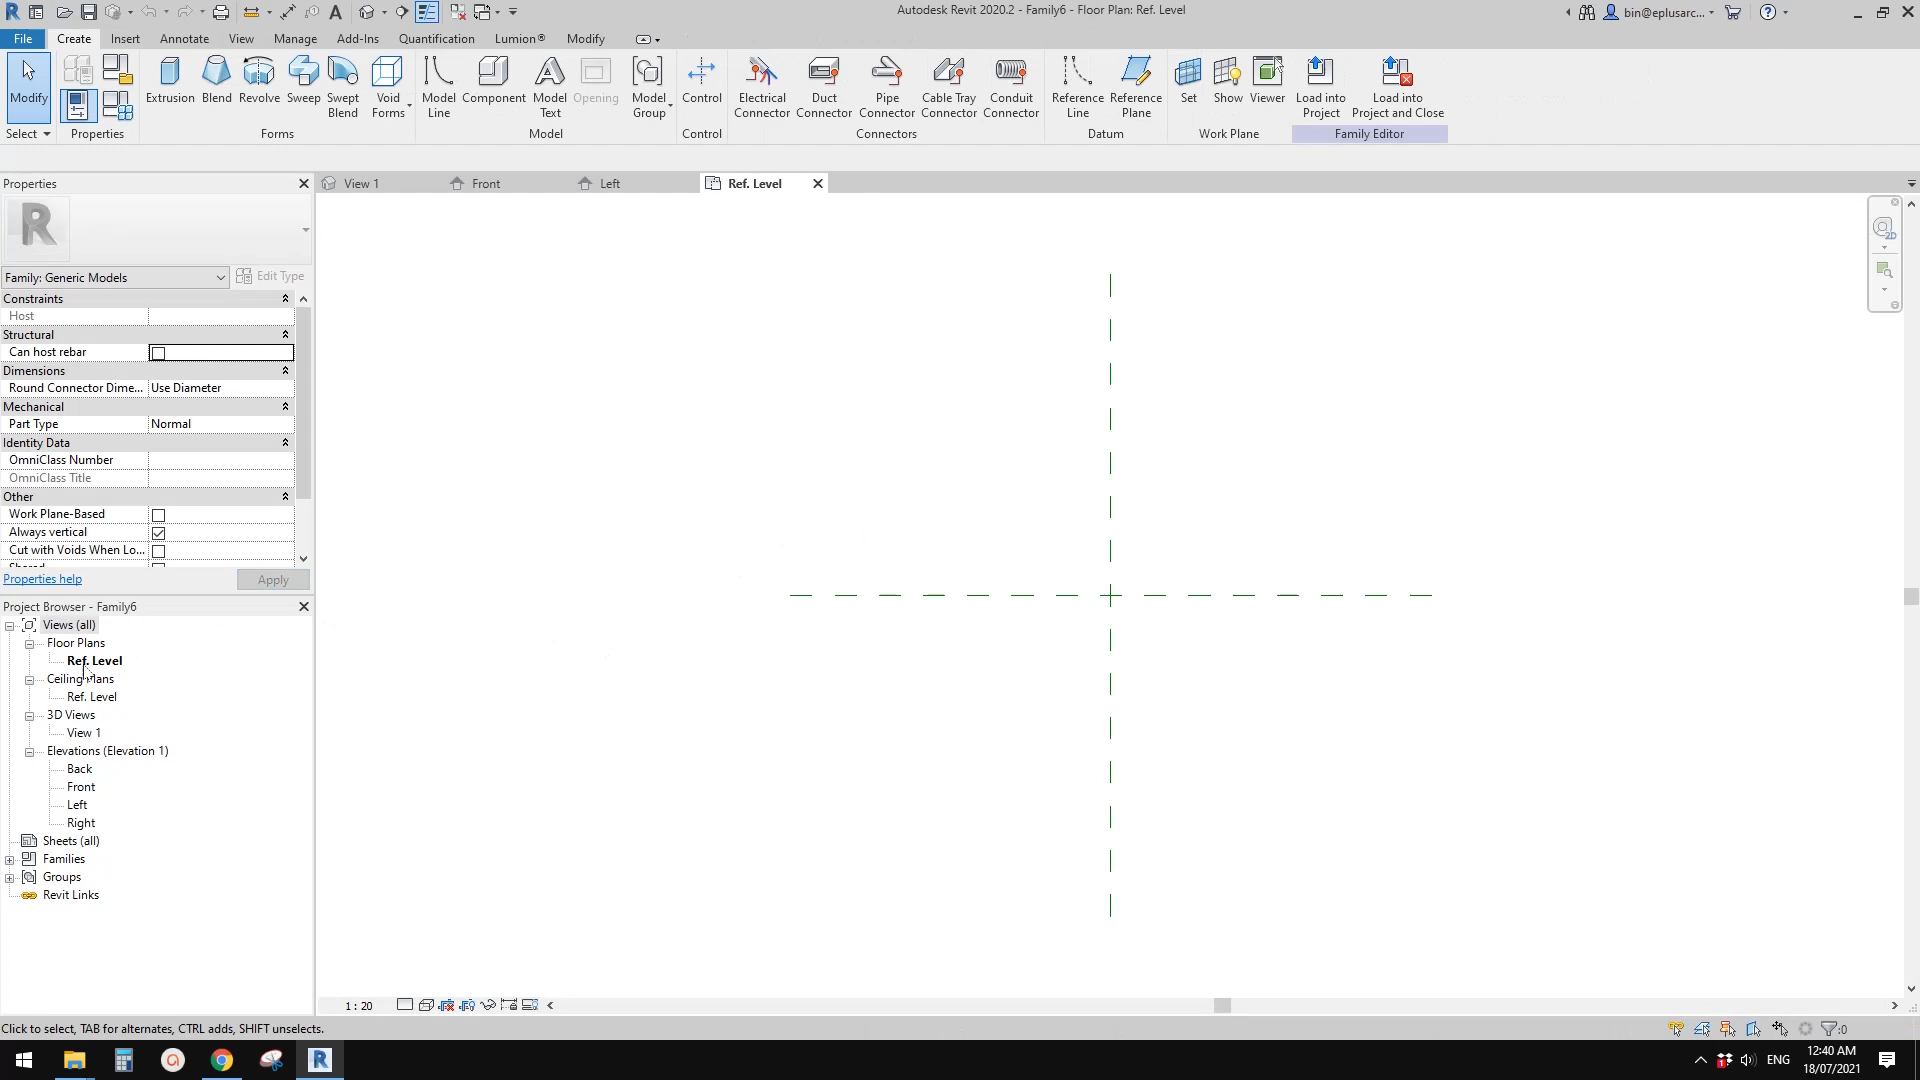 Autodesk Revit 2020.2 - Family6 - Floor Plan: Ref. Level
bin@eplusarc...
File Create Insert Annotate View Manage Add-Ins Quantification Lumion® Modify
Modify Extrusion Blend Revolve Sweep Swept Blend Void Forms Model Line Component Model Text Opening Model Group Control Electrical Connector Duct Connector Pipe Connector Cable Tray Connector Conduit Connector Reference Line Reference Plane Set Show Viewer Load into Project Load into Project and Close
Select Properties Forms Model Control Connectors Datum Work Plane Family Editor
Properties
View 1 Front Left Ref. Level
R
Family: Generic Models Edit Type
Constraints
Host
Structural
Can host rebar
Dimensions
Round Connector Dime... Use Diameter
Mechanical
Part Type Normal
Identity Data
OmniClass Number
OmniClass Title
Other
Work Plane-Based
Always vertical
Cut with Voids When Lo...
Shared
Properties help Apply
Project Browser - Family6
Views (all)
Floor Plans
Ref. Level
Ceiling Plans
Ref. Level
3D Views
View 1
Elevations (Elevation 1)
Back
Front
Left
Right
Sheets (all)
Families
Groups
Revit Links
1 : 20
Click to select, TAB for alternates, CTRL adds, SHIFT unselects.
:0
ENG
12:40 AM
18/07/2021